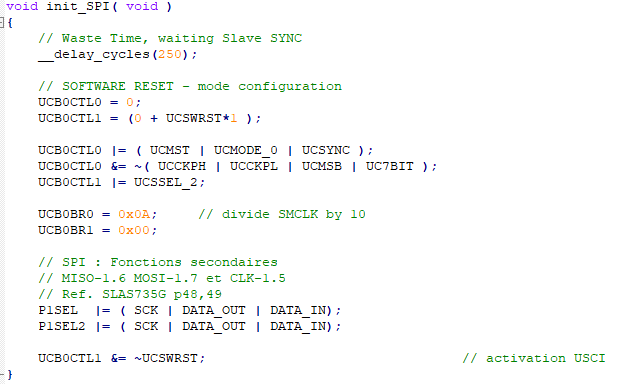 void init_SPI( void )
{
// Waste Time, waiting Slave SYNC
__delay_cycles(250);
// SOFTWARE RESET - mode configuration
UCB0CTL0 = 0;
UCB0CTL1 = (0 + UCSWRST*1 );
UCB0CTL0 |= ( UCMST | UCMODE_0 | UCSYNC );
UCB0CTL0 &= ~( UCCKPH | UCCKPL | UCMSB | UC7BIT );
UCB0CTL1 |= UCSSEL_2;
UCB0BR0 = 0x0A; // divide SMCLK by 10
UCB0BR1 = 0x00;
// SPI : Fonctions secondaires
// MISO-1.6 MOSI-1.7 et CLK-1.5
// Ref. SLAS735G p48,49
P1SEL |= ( SCK | DATA_OUT | DATA_IN);
P1SEL2 |= ( SCK | DATA_OUT | DATA_IN);
UCB0CTL1 &= ~UCSWRST; // activation USCI
}